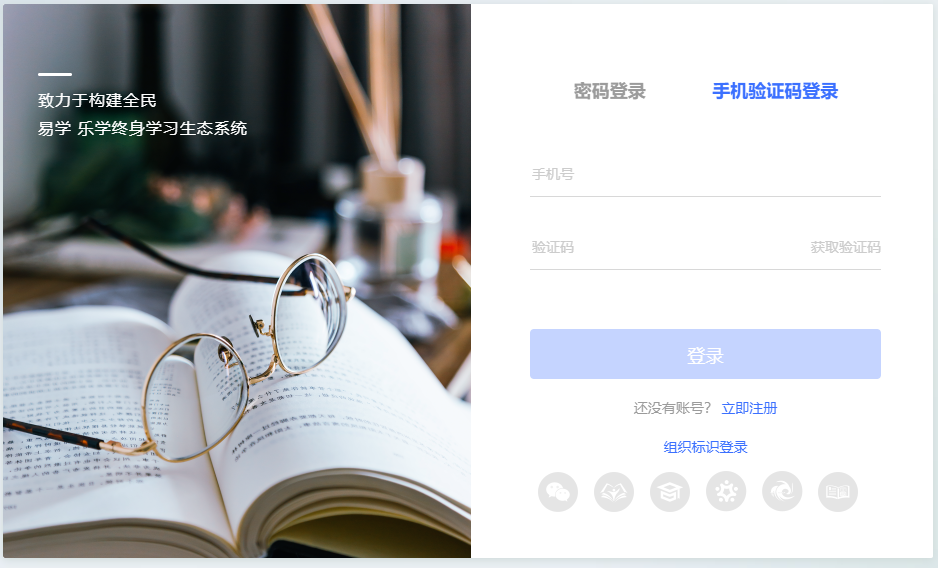 致力于构建全民
易学 乐学终身学习生态系统
密码登录 手机验证码登录
手机号
验证码 获取验证码
登录
还没有账号? 立即注册
组织标识登录